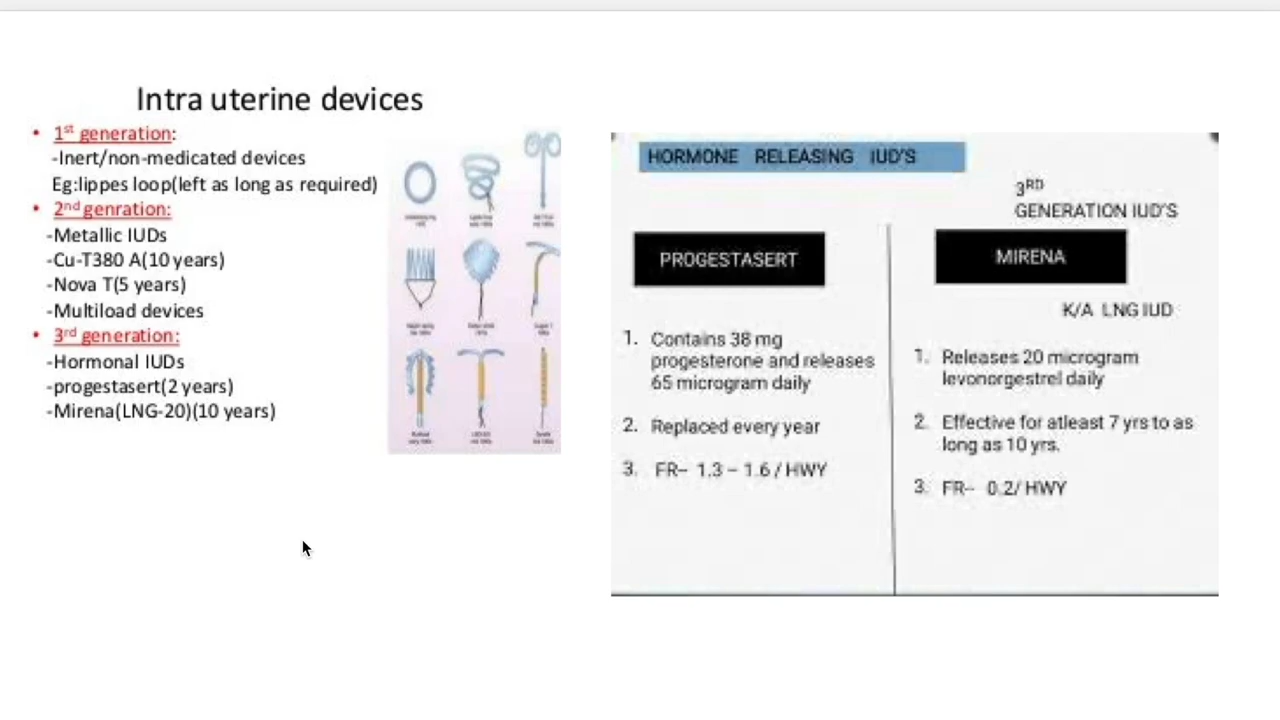 Intra uterine devices
• 1st generation:
-Inert/non-medicated devices
Eg:lippes loop(left as long as required)
• 2nd genration:
-Metallic IUDs
-Cu-T380 A(10 years)
-Nova T(5 years)
-Multiload devices
• 3rd generation:
-Hormonal IUDs
-progestasert(2 years)
-Mirena(LNG-20)(10 years)
HORMONE RELEASING IUD'S
3RD
GENERATION IUD'S
PROGESTASERT
1. Contains 38 mg
progesterone and releases
65 microgram daily
2. Replaced every year
3. FR– 1.3 – 1.6 / HWY
MIRENA
K/A LNG IUD
1. Releases 20 microgram
levonorgestrel daily
2. Effective for atleast 7 yrs to as
long as 10 yrs.
3. FR-- 0.2/ HWY